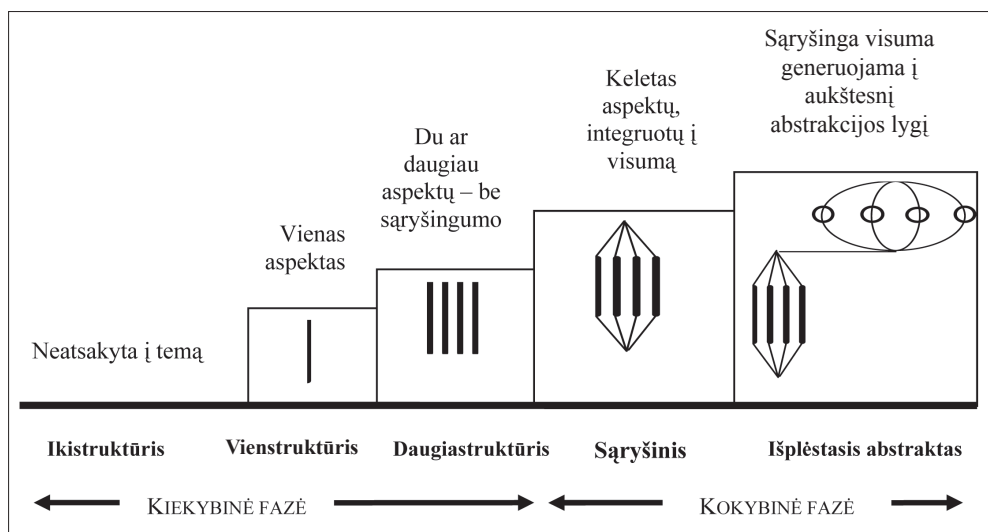 Neatsakyta į temą
Vienas
aspektas
Du ar
daugiau
aspektų – be
sąryšingumo
Keletas
aspektų,
integruotų į
visumą
Sąryšinga visuma
generuojama į
aukštesnį
abstrakcijos lygį
Ikistruktūris
Vienstruktūris
Daugiastruktūris
Sąryšinis
Išplėstasis abstraktas
KIEKYBINĖ FAZĖ
KOKYBINĖ FAZĖ